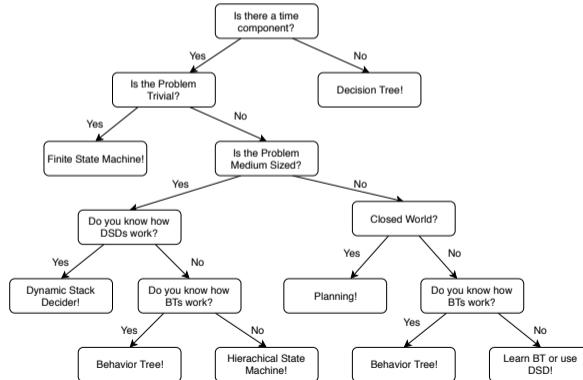 Is there a time
component?
Yes
No
Is the Problem
Trivial?
Decision Tree!
Yes
No
Finite State Machine!
Is the Problem
Medium Sized?
Yes
No
Do you know how
DSDs work?
Closed World?
Yes
No
Yes
No
Dynamic Stack
Decider!
Do you know how
BTs work?
Planning!
Do you know how
BTs work?
Yes
No
Yes
No
Behavior Tree!
Hierachical State
Machine!
Behavior Tree!
Learn BT or use
DSD!